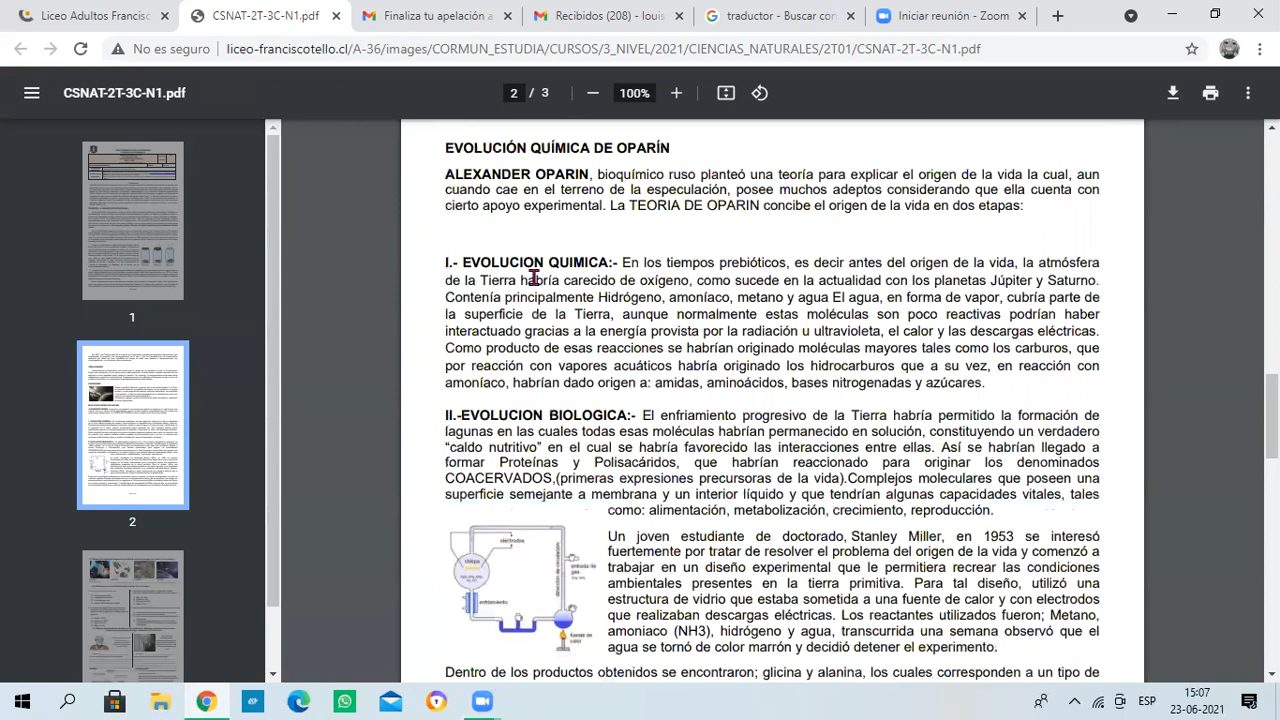 Liceo Adultos Francisc
CSNAT-2T-3C-N1.pdf
Finaliza tu apelación a
Recibidos (208) - louis
traductor - Buscar con
Iniciar reunión - Zoom
No es seguro
liceo-franciscotello.cl/A-36/images/CORMUN_ESTUDIA/CURSOS/3_NIVEL/2021/CIENCIAS_NATURALES/2T01/CSNAT-2T-3C-N1.pdf
CSNAT-2T-3C-N1.pdf
2 / 3
100%
1
2
EVOLUCIÓN QUÍMICA DE OPARÍN
ALEXANDER OPARIN, bioquímico ruso planteó una teoría para explicar el origen de la vida la cual, aun
cuando cae en el terreno de la especulación, posee muchos adeptos considerando que ella cuenta con
cierto apoyo experimental. La TEORIA DE OPARIN concibe el origen de la vida en dos etapas:
I.- EVOLUCION QUIMICA:- En los tiempos prebióticos, es decir antes del origen de la vida, la atmósfera
de la Tierra habría carecido de oxígeno, como sucede en la actualidad con los planetas Júpiter y Saturno.
Contenía principalmente Hidrógeno, amoníaco, metano y agua El agua, en forma de vapor, cubría parte de
la superficie de la Tierra, aunque normalmente estas moléculas son poco reactivas podrían haber
interactuado gracias a la energía provista por la radiación u ultravioleta, el calor y las descargas eléctricas.
Como producto de esas reacciones se habrían originado moléculas mayores tales como los carburos, que
por reacción con vapores acuáticos habrían originado a los hidrocarburos que a su vez, en reacción con
amoníaco, habrían dado origen a: amidas, aminoácidos, bases nitrogenadas y azúcares.
II.-EVOLUCION BIOLOGICA:- El enfriamiento progresivo de la Tierra habría permitido la formación de
lagunas en las cuales todas esas moléculas habrían permanecido en solución, constituyendo un verdadero
“caldo nutritivo” en el cual se habría favorecido las interacciones entre ellas. Así se habrían llegado a
formar Proteínas y Polisacáridos, que habrían reaccionado para originar los denominados
COACERVADOS,(primeras expresiones precursoras de la vida).Complejos moleculares que poseen una
superficie semejante a membrana y un interior líquido y que tendrían algunas capacidades vitales, tales
como: alimentación, metabolización, crecimiento, reproducción.
Un joven estudiante de doctorado, Stanley Miller, en 1953 se interesó
fuertemente por tratar de resolver el problema del origen de la vida y comenzó a
trabajar en un diseño experimental que le permitiera recrear las condiciones
ambientales presentes en la tierra primitiva. Para tal diseño, utilizó una
estructura de vidrio que estaba sometida a una fuente de calor y con electrodos
que realizaban descargas eléctricas. Los reactantes utilizados fueron; Metano,
amoniaco (NH3), hidrógeno y agua, transcurrida una semana observó que el
agua se tornó de color marrón y decidió detener el experimento.
electrodos
Dentro de los productos obtenidos se encontraron; glicina y alanina, los cuales corresponden a un tipo de
ESP
15:07
23-06-2021